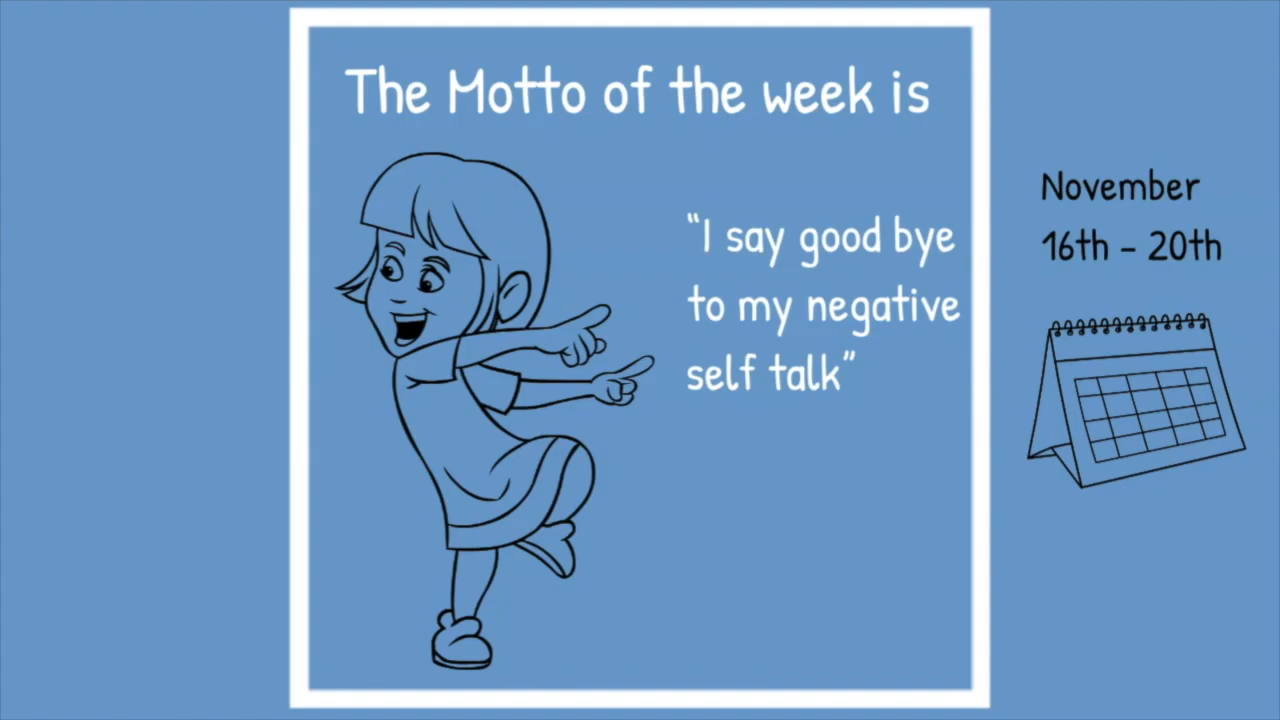 The Motto of the week is
“I say good bye
to my negative
self talk”
November
16th - 20th